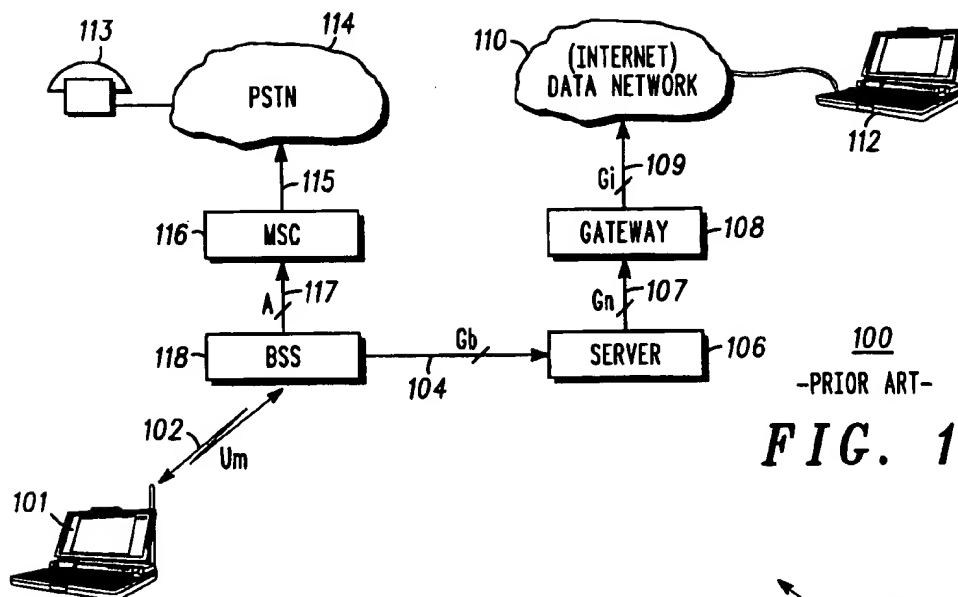 113
114
PSTN
115
116
MSC
A
117
118
BSS
Gb
104
102
Um
101
110
(INTERNET)
DATA NETWORK
112
Gi
109
GATEWAY
108
Gn
107
SERVER
106
100
-PRIOR ART-
FIG. 1